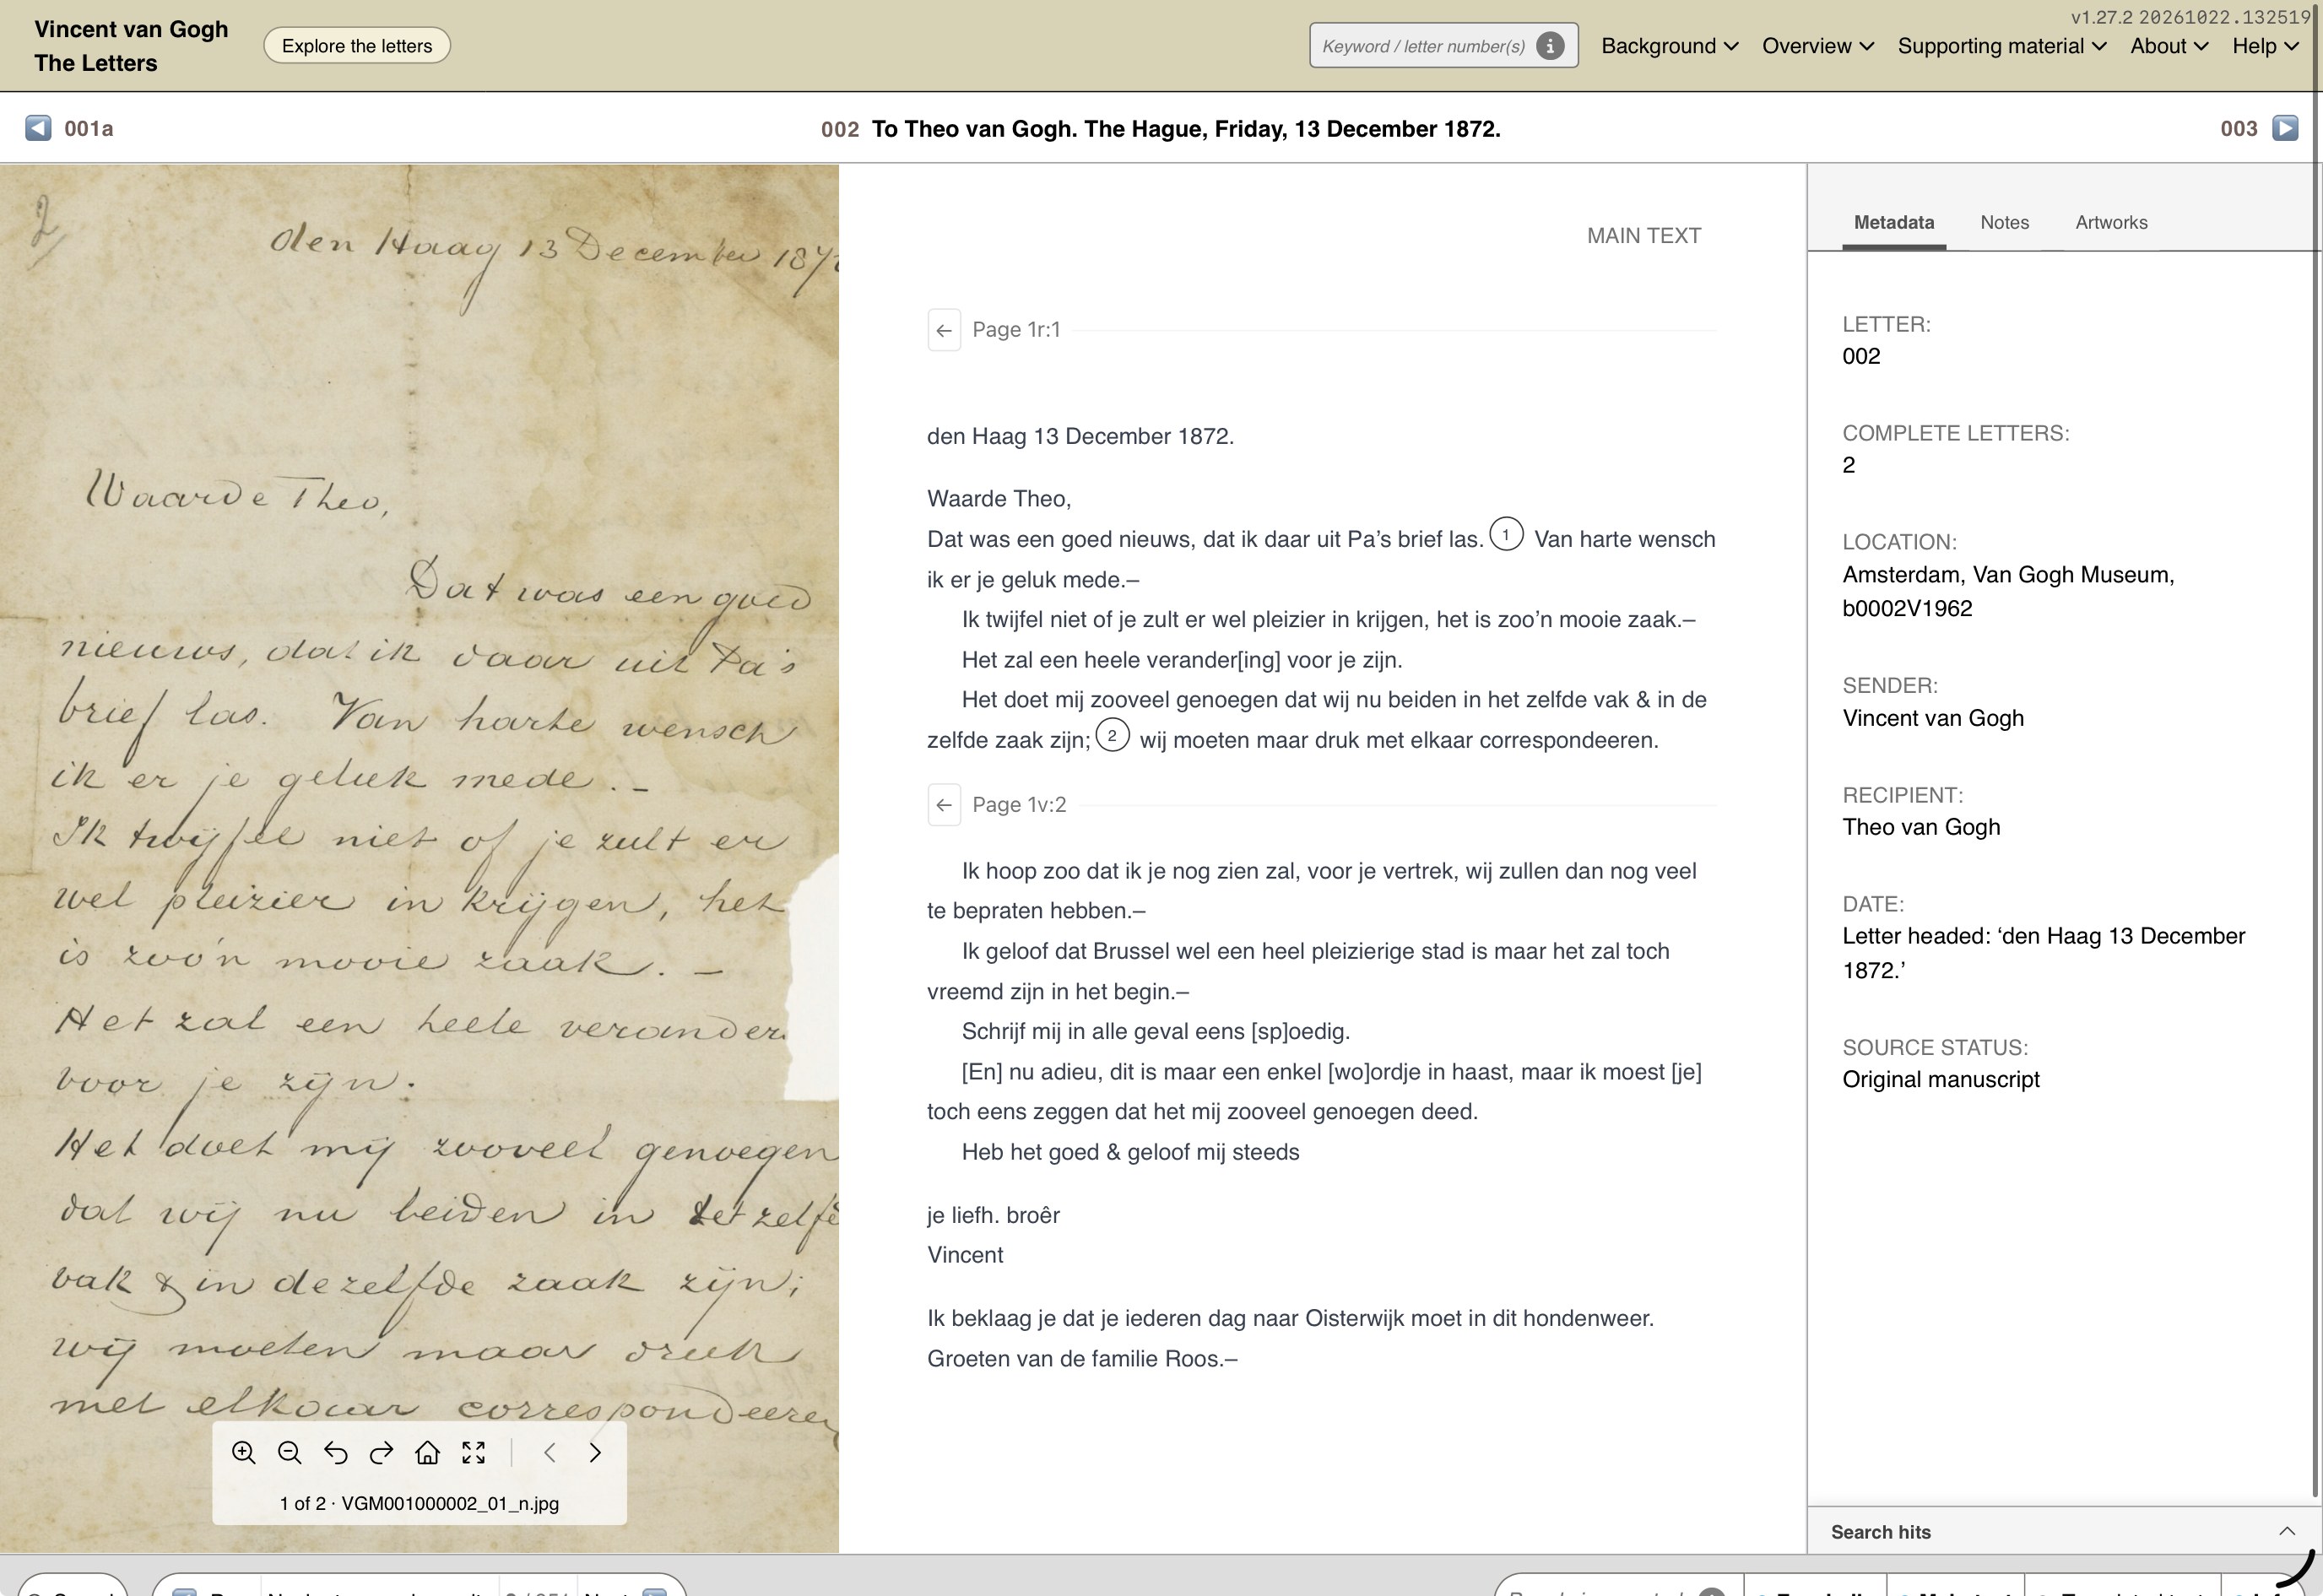 v1.27.2 20261022.132519
Vincent van Gogh
The Letters
Explore the letters
Keyword / letter number(s)
Background
Overview
Supporting material
About
Help
001a
002 To Theo van Gogh. The Hague, Friday, 13 December 1872.
003
2
den Haag 13 December 187
Waarde Theo,
Dat was een goed
nieuws, dat ik daar uit Pa's
brief las. Van harte wensch
ik er je geluk mede. –
Ik twijfel niet of je zult er
wel pleizier in krijgen, het
is zoo'n mooie zaak. –
Het zal een heele verander
voor je zijn.
Het doet mij zooveel genoegen
dat wij nu beiden in het zelfde
vak & in dezelfde zaak zijn;
wij moeten maar druk
met elkaar correspondeeren
1 of 2 · VGM001000002_01_n.jpg
MAIN TEXT
Page 1r:1
den Haag 13 December 1872.
Waarde Theo,
Dat was een goed nieuws, dat ik daar uit Pa’s brief las. 1 Van harte wensch
ik er je geluk mede.–
Ik twijfel niet of je zult er wel pleizier in krijgen, het is zoo’n mooie zaak.–
Het zal een heele verander[ing] voor je zijn.
Het doet mij zooveel genoegen dat wij nu beiden in het zelfde vak & in de
zelfde zaak zijn; 2 wij moeten maar druk met elkaar correspondeeren.
Page 1v:2
Ik hoop zoo dat ik je nog zien zal, voor je vertrek, wij zullen dan nog veel
te bepraten hebben.–
Ik geloof dat Brussel wel een heel pleizierige stad is maar het zal toch
vreemd zijn in het begin.–
Schrijf mij in alle geval eens [sp]oedig.
[En] nu adieu, dit is maar een enkel [wo]ordje in haast, maar ik moest [je]
toch eens zeggen dat het mij zooveel genoegen deed.
Heb het goed & geloof mij steeds
je liefh. broêr
Vincent
Ik beklaag je dat je iederen dag naar Oisterwijk moet in dit hondenweer.
Groeten van de familie Roos.–
Metadata
Notes
Artworks
LETTER:
002
COMPLETE LETTERS:
2
LOCATION:
Amsterdam, Van Gogh Museum,
b0002V1962
SENDER:
Vincent van Gogh
RECIPIENT:
Theo van Gogh
DATE:
Letter headed: ‘den Haag 13 December
1872.’
SOURCE STATUS:
Original manuscript
Search hits